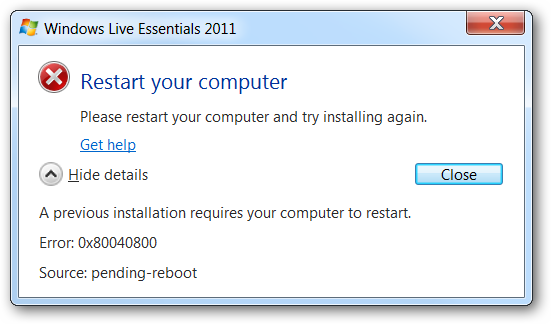 Windows Live Essentials 2011
Restart your computer
Please restart your computer and try installing again.
Get help
Hide details
Close
A previous installation requires your computer to restart.
Error: 0x80040800
Source: pending-reboot